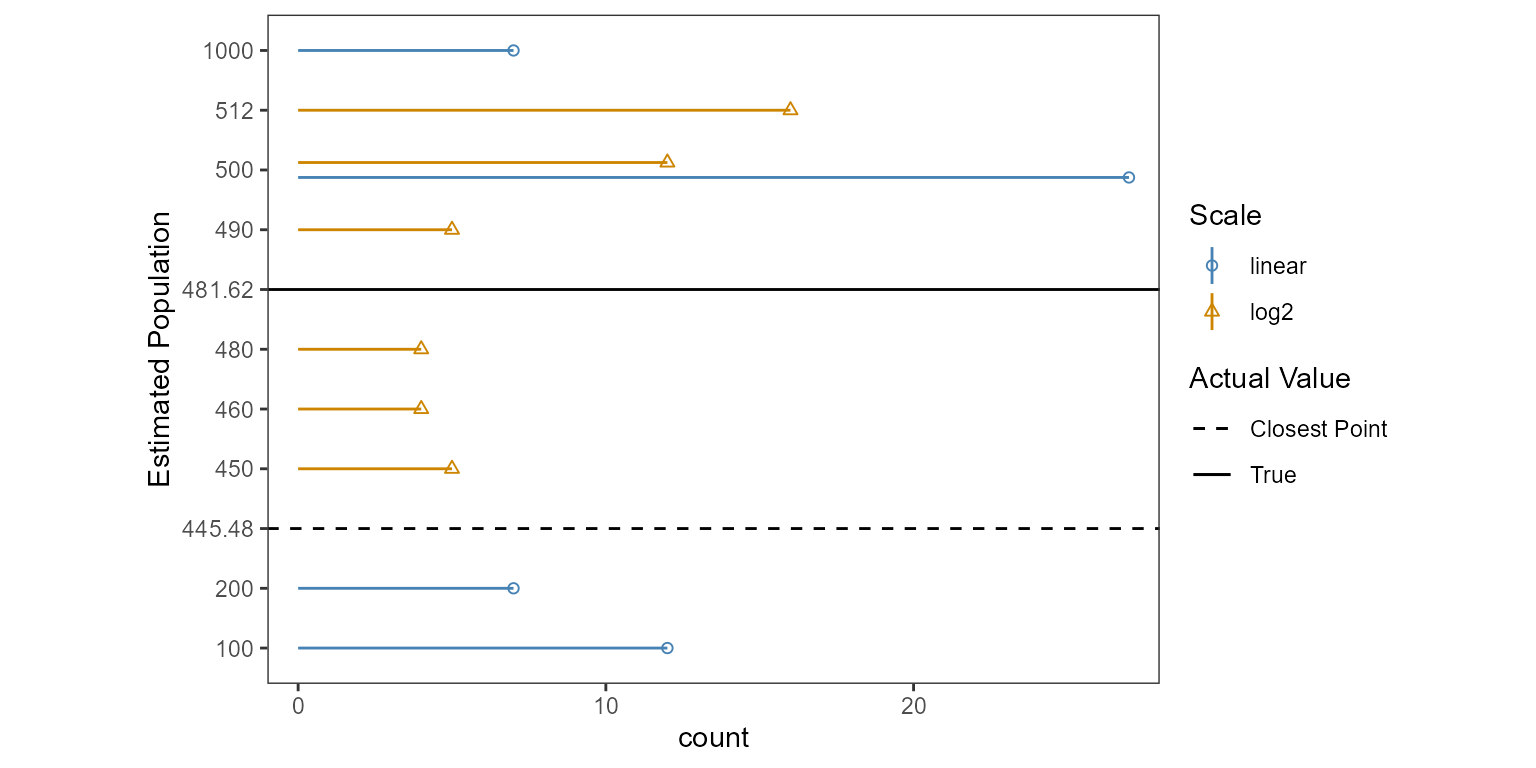 Estimated Population
1000
512
500
490
481.62
480
460
450
445.48
200
100
0 10 20
count
Scale
linear
log2
Actual Value
Closest Point
True